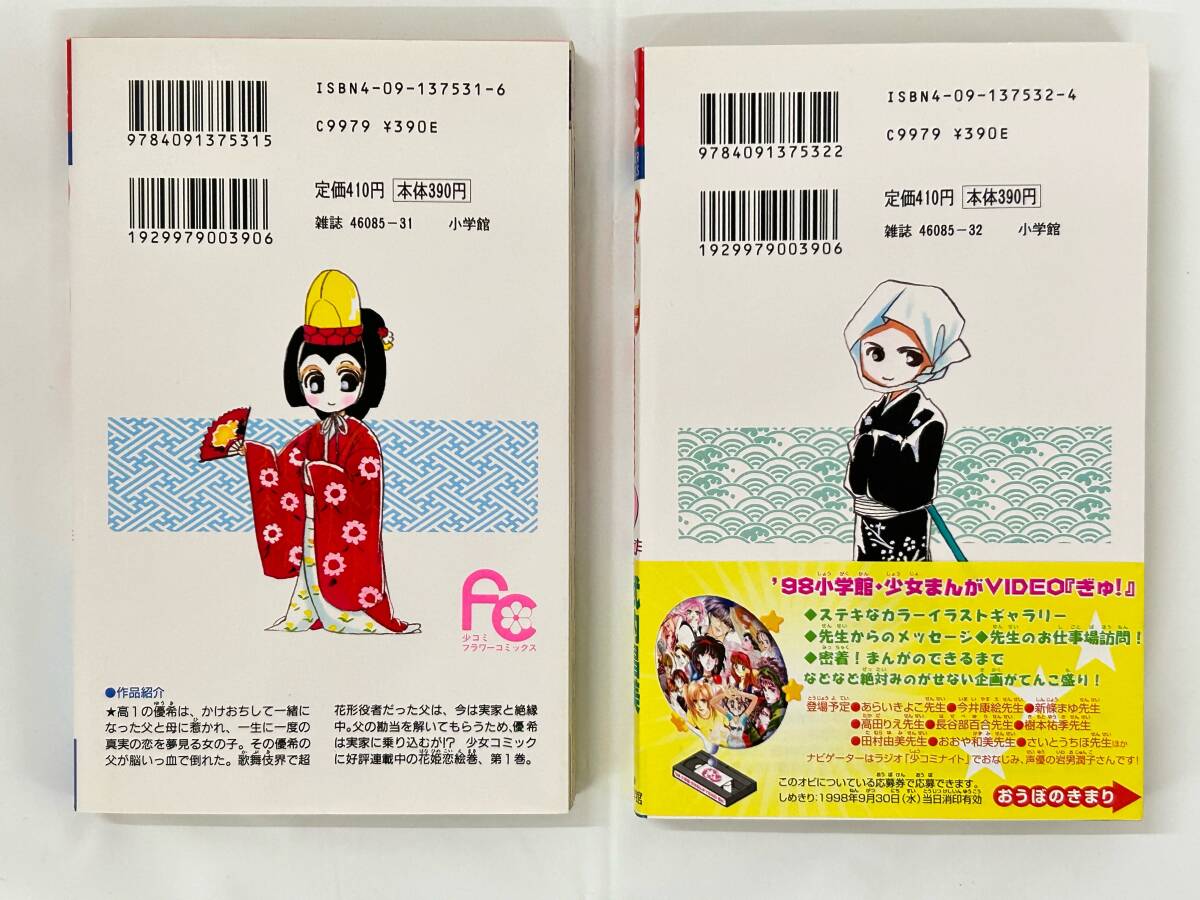 ISBN4-09-137531-6
C9979 ¥390E
9784091375315
定価410円 本体390円
雑誌 46085-31 小学館
1929979003906
FC
少コミ
フラワーコミックス
●作品紹介
★高1の優希は、かけおちして一緒に
なった父と母に惹かれ、一生に一度の
真実の恋を夢見る女の子。その優希の
父が脳いっ血で倒れた。歌舞伎界で超
花形役者だった父は、今は実家と絶縁
中。父の勘当を解いてもらうため、優希
は実家に乗り込むが!? 少女コミック
に好評連載中の花姫恋絵巻、第1巻。
ISBN4-09-137532-4
C9979 ¥390E
9784091375322
定価410円 本体390円
雑誌 46085-32 小学館
1929979003906
'98小学館・少女まんがVIDEO『ぎゅ!』
◆ステキなカラーイラストギャラリー
◆先生からのメッセージ◆先生のお仕事場訪問!
◆密着!まんがのできるまで
などなど絶対みのがせない企画がてんこ盛り!
登場予定●あらいきよこ先生●今井康絵先生●新條まゆ先生
●高田りえ先生●長谷部百合先生●樹本祐季先生
●田村由美先生●おおや和美先生●さいとうちほ先生ほか
ナビゲーターはラジオ「少コミナイト」でおなじみ、声優の岩男潤子さんです!
このオビについている応募券で応募できます。
しめきり:1998年9月30日(水)当日消印有効
おうぼのきまり